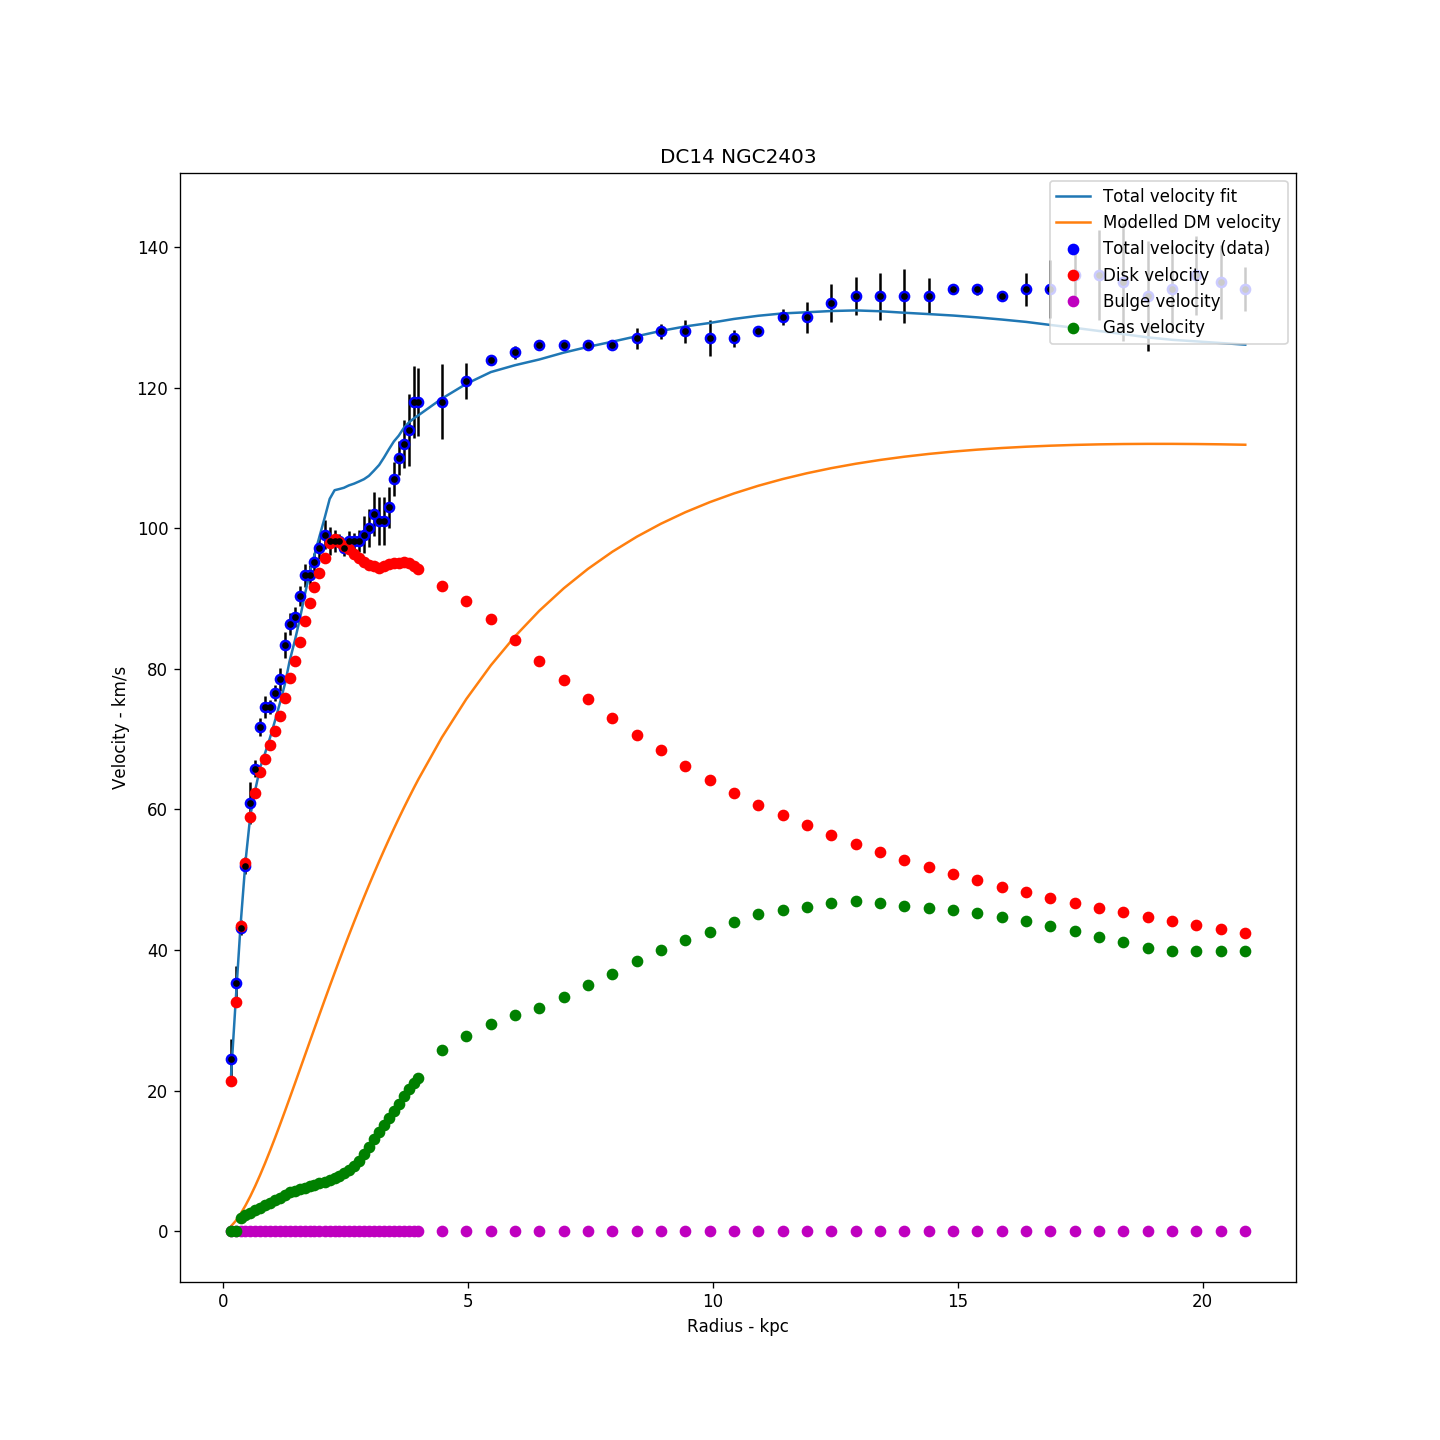 DC14 NGC2403
Total velocity fit
Modelled DM velocity
Total velocity (data)
Disk velocity
Bulge velocity
Gas velocity
Velocity - km/s
140
120
100
80
60
40
20
0
0 5 10 15 20
Radius - kpc